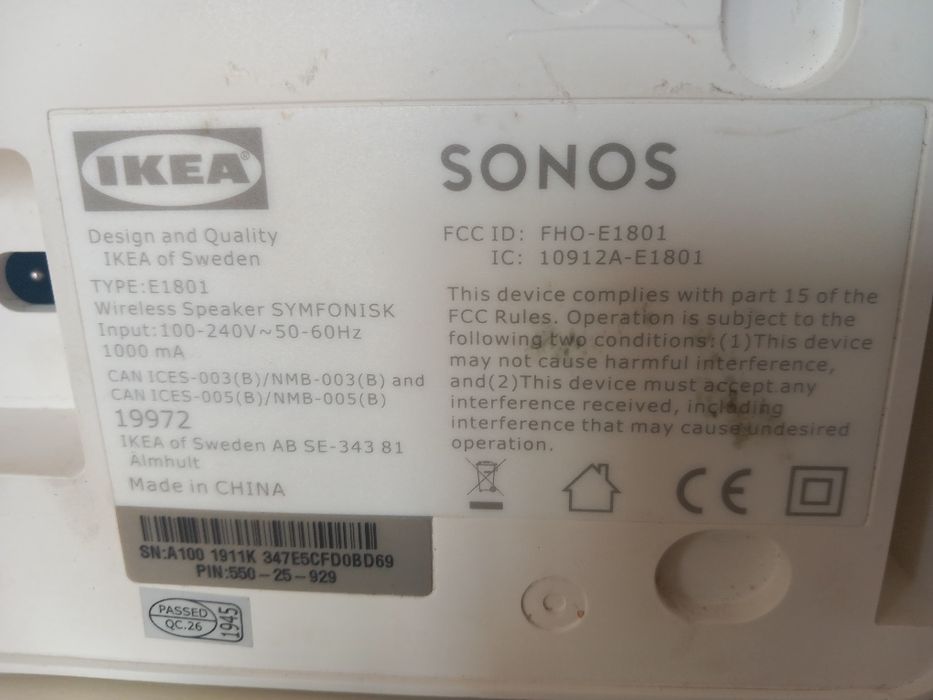 IKEA®
Design and Quality
IKEA of Sweden
TYPE:E1801
Wireless Speaker SYMFONISK
Input:100-240V~50-60Hz
1000 mA
CAN ICES-003(B)/NMB-003(B) and
CAN ICES-005(B)/NMB-005(B)
19972
IKEA of Sweden AB SE-343 81
Älmhult
Made in CHINA
SONOS
FCC ID: FHO-E1801
IC: 10912A-E1801
This device complies with part 15 of the
FCC Rules. Operation is subject to the
following two conditions:(1)This device
may not cause harmful interference,
and(2)This device must accept any
interference received, including
interference that may cause undesired
operation.
CE
SN:A100 1911K 347E5CFD0BD69
PIN:550-25-929
PASSED
QC.26
1945